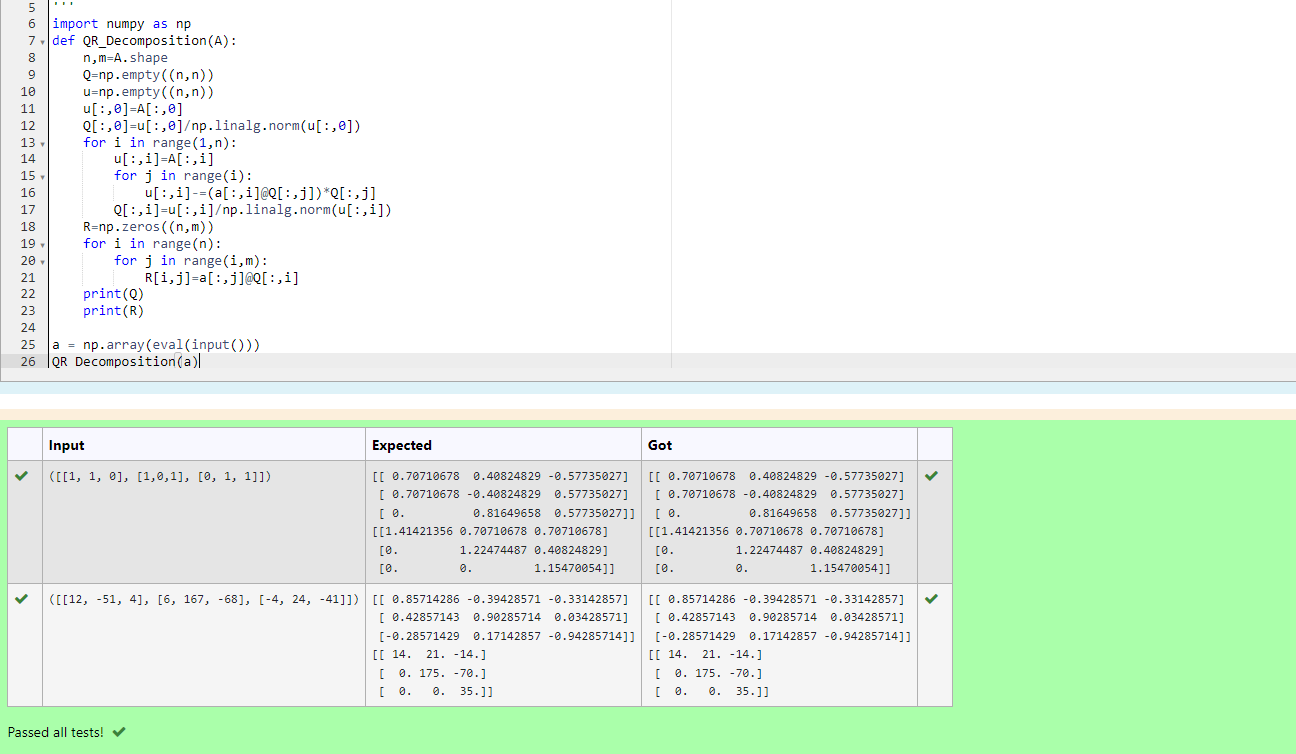 5 '''
6 import numpy as np
7 def QR_Decomposition(A):
8     n,m=A.shape
9     Q=np.empty((n,n))
10     u=np.empty((n,n))
11     u[:,0]=A[:,0]
12     Q[:,0]=u[:,0]/np.linalg.norm(u[:,0])
13     for i in range(1,n):
14         u[:,i]=A[:,i]
15         for j in range(i):
16             u[:,i]-=(a[:,i]@Q[:,j])*Q[:,j]
17         Q[:,i]=u[:,i]/np.linalg.norm(u[:,i])
18     R=np.zeros((n,m))
19     for i in range(n):
20         for j in range(i,m):
21             R[i,j]=a[:,j]@Q[:,i]
22     print(Q)
23     print(R)
24
25 a = np.array(eval(input()))
26 QR Decomposition(a)
Input Expected Got
([[1, 1, 0], [1,0,1], [0, 1, 1]]) [[ 0.70710678  0.40824829 -0.57735027] [[ 0.70710678  0.40824829 -0.57735027]
[ 0.70710678 -0.40824829  0.57735027] [ 0.70710678 -0.40824829  0.57735027]
[ 0.          0.81649658  0.57735027]] [ 0.          0.81649658  0.57735027]]
[[1.41421356 0.70710678 0.70710678] [[1.41421356 0.70710678 0.70710678]
[0.         1.22474487 0.40824829] [0.         1.22474487 0.40824829]
[0.         0.         1.15470054]] [0.         0.         1.15470054]]
([[12, -51, 4], [6, 167, -68], [-4, 24, -41]]) [[ 0.85714286 -0.39428571 -0.33142857] [[ 0.85714286 -0.39428571 -0.33142857]
[ 0.42857143  0.90285714  0.03428571] [ 0.42857143  0.90285714  0.03428571]
[-0.28571429  0.17142857 -0.94285714]] [-0.28571429  0.17142857 -0.94285714]]
[[ 14.  21. -14.] [[ 14.  21. -14.]
[  0. 175. -70.] [  0. 175. -70.]
[  0.   0.  35.]] [  0.   0.  35.]]
Passed all tests!